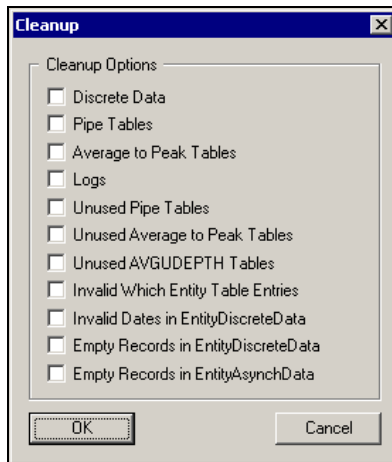 Cleanup
Cleanup Options
Discrete Data
Pipe Tables
Average to Peak Tables
Logs
Unused Pipe Tables
Unused Average to Peak Tables
Unused AVGUDEPTH Tables
Invalid Which Entity Table Entries
Invalid Dates in EntityDiscreteData
Empty Records in EntityDiscreteData
Empty Records in EntityAsynchData
OK Cancel